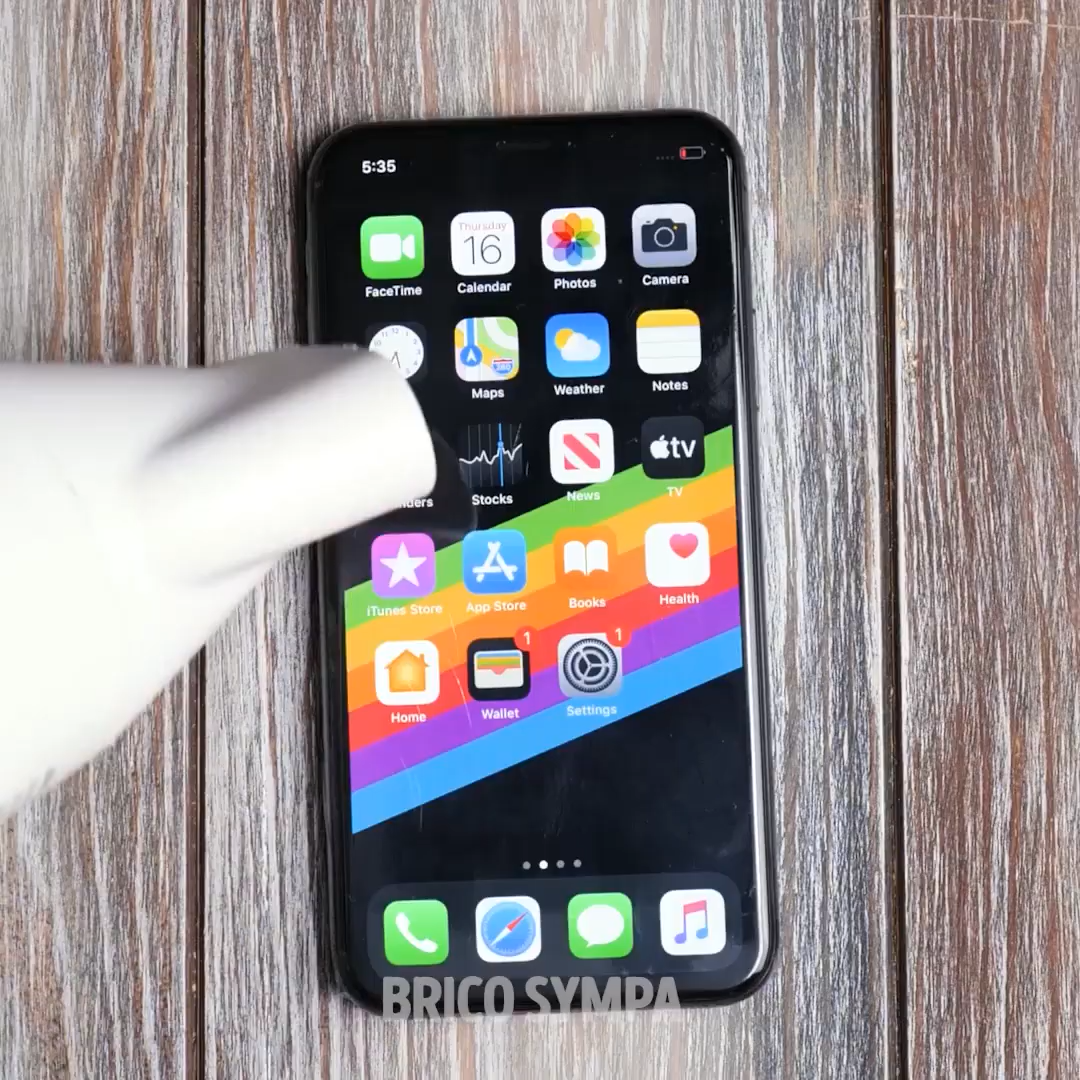 5:35
Thursday
16
FaceTime
Calendar
Photos
Camera
280
Maps
Weather
Notes
tv
Stocks
News
TV
iTunes Store
App Store
Books
Health
1
1
Home
Wallet
Settings
BRICO SYMPA